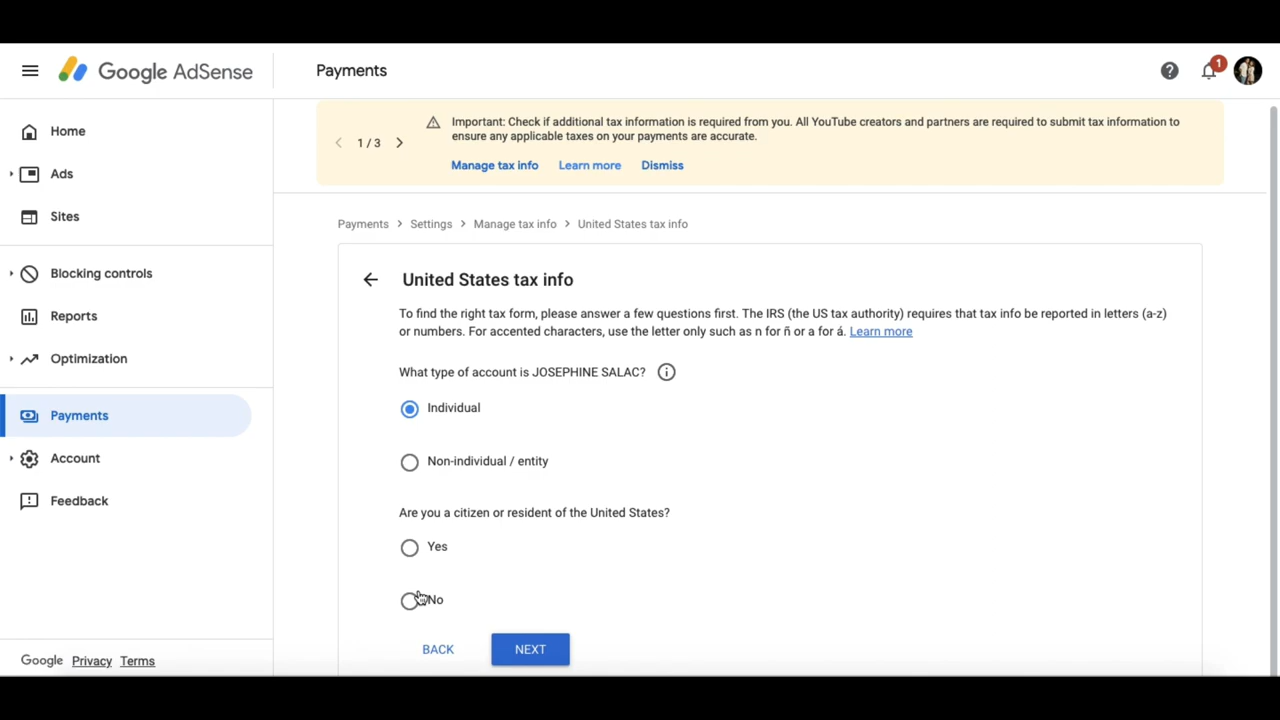 Google AdSense
Payments
1
Home
Ads
Sites
Blocking controls
Reports
Optimization
Payments
Account
Feedback
Google Privacy Terms
1 / 3
Important: Check if additional tax information is required from you. All YouTube creators and partners are required to submit tax information to
ensure any applicable taxes on your payments are accurate.
Manage tax info Learn more Dismiss
Payments > Settings > Manage tax info > United States tax info
United States tax info
To find the right tax form, please answer a few questions first. The IRS (the US tax authority) requires that tax info be reported in letters (a-z)
or numbers. For accented characters, use the letter only such as n for ñ or a for á. Learn more
What type of account is JOSEPHINE SALAC?
Individual
Non-individual / entity
Are you a citizen or resident of the United States?
Yes
No
BACK NEXT